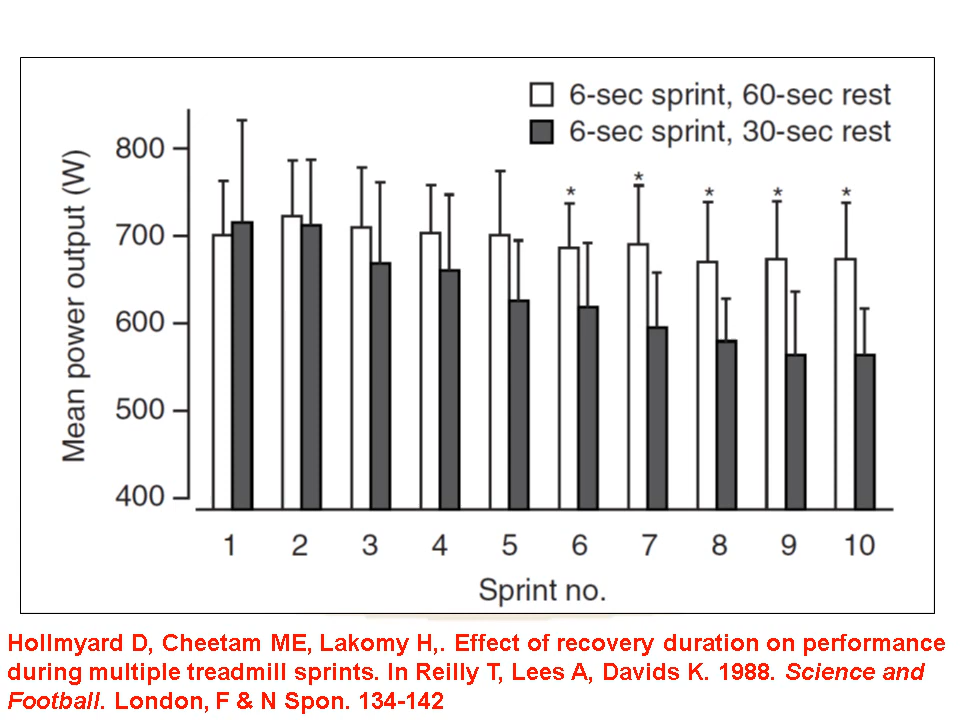 6-sec sprint, 60-sec rest
6-sec sprint, 30-sec rest
Mean power output (W)
800
700
600
500
400
* * * * *
1 2 3 4 5 6 7 8 9 10
Sprint no.
Hollmyard D, Cheetam ME, Lakomy H,. Effect of recovery duration on performance
during multiple treadmill sprints. In Reilly T, Lees A, Davids K. 1988. Science and
Football. London, F & N Spon. 134-142